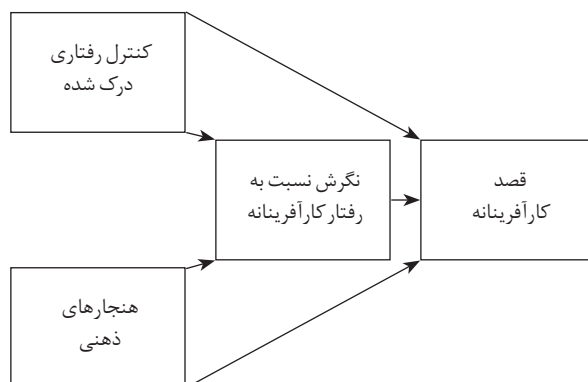 کنترل رفتاری
درک شده
نگرش نسبت به
رفتار کارآفرینانه
قصد
کارآفرینانه
هنجارهای
ذهنی